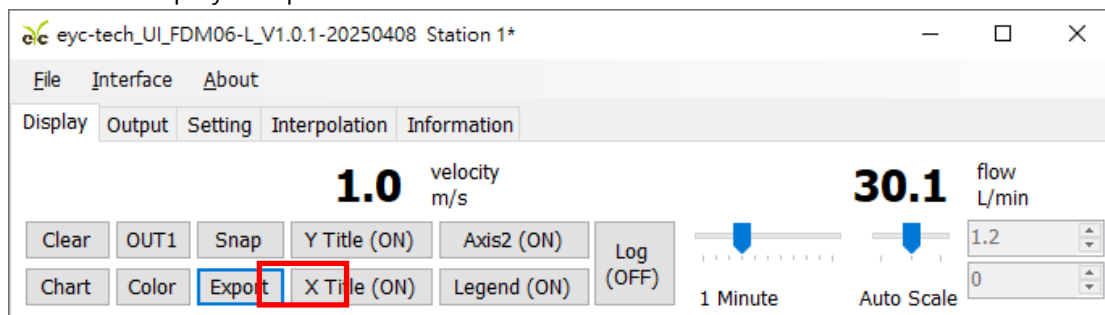 eyc-tech_UI_FDM06-L_V1.0.1-20250408 Station 1*
File Interface About
Display Output Setting Interpolation Information
1.0 velocity m/s 30.1 flow L/min
Clear OUT1 Snap Y Title (ON) Axis2 (ON) Log (OFF) 1.2
Chart Color Export X Title (ON) Legend (ON) 1 Minute Auto Scale 0